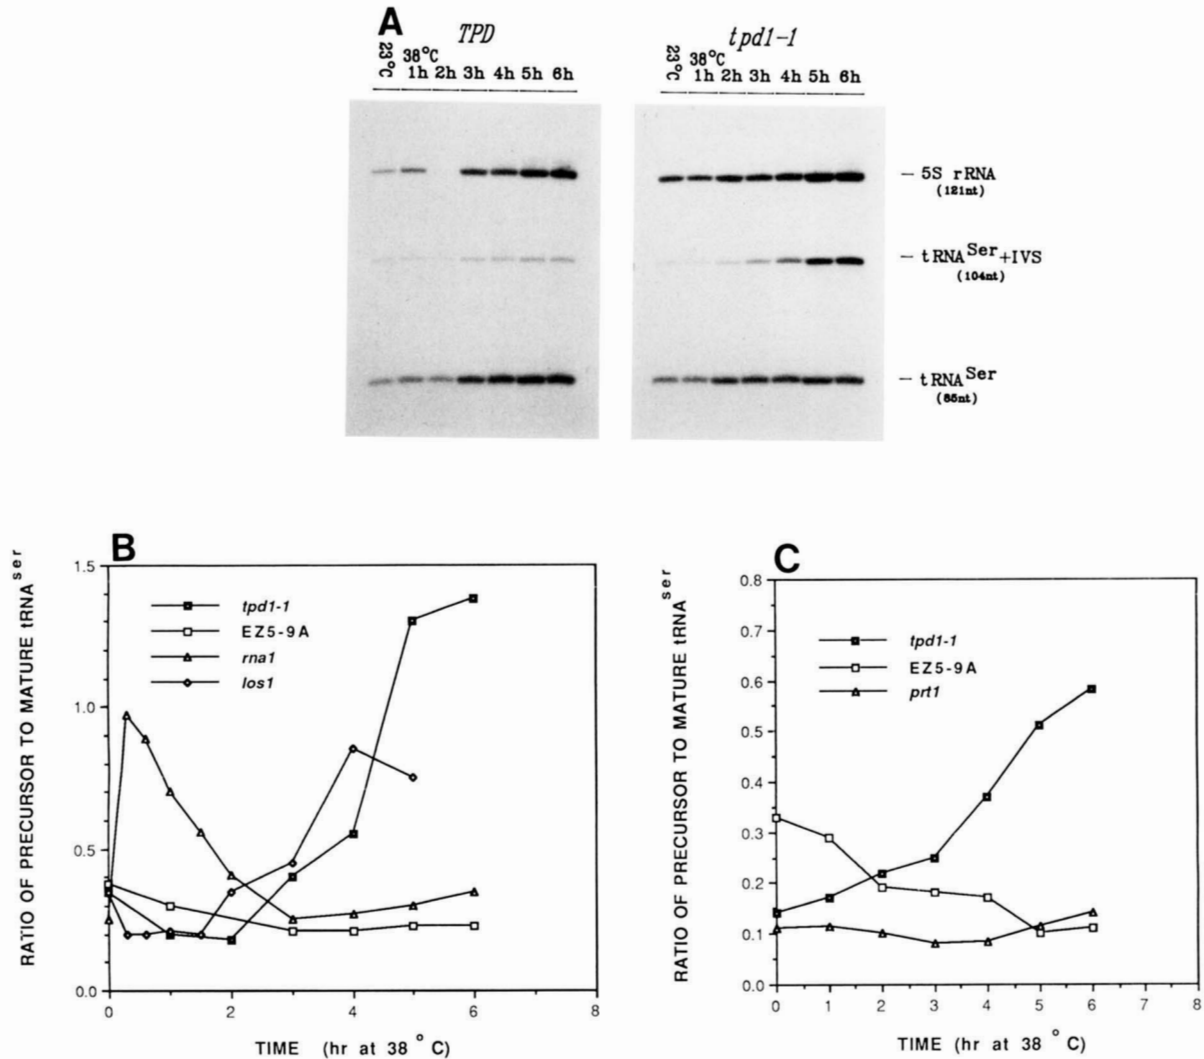 A
TPD
tpd1-1
23°C 38°C 1h 2h 3h 4h 5h 6h
23°C 38°C 1h 2h 3h 4h 5h 6h
– 5S rRNA
(121nt)
– tRNA^Ser+IVS
(104nt)
– tRNA^Ser
(85nt)
B
RATIO OF PRECURSOR TO MATURE tRNA^ser
1.5
1.0
0.5
0.0
tpd1-1
EZ5-9A
rna1
los1
0 2 4 6 8
TIME (hr at 38 °C)
C
RATIO OF PRECURSOR TO MATURE tRNA^ser
0.8
0.7
0.6
0.5
0.4
0.3
0.2
0.1
0.0
tpd1-1
EZ5-9A
prt1
0 1 2 3 4 5 6 7 8
TIME (hr at 38 °C)